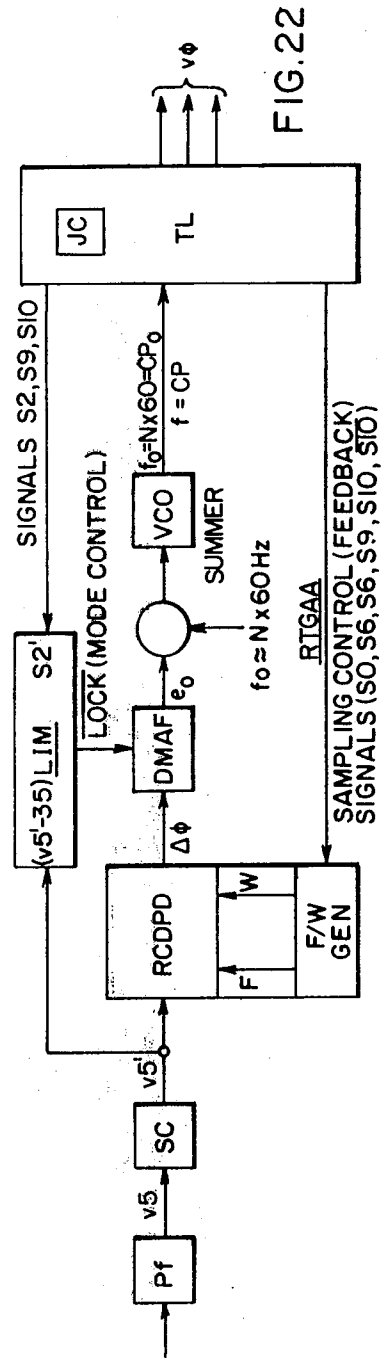 Pf
v5
SC
v5'
RCDPD
F
W
F/W
GEN
Δϕ
DMAF
e₀
(v5'-35)LIM S2'
LOCK (MODE CONTROL)
SIGNALS S2, S9, S10
SUMMER
f₀ ≈ N x 60 Hz
VCO
f₀ = N x 60 = CP₀
f = CP
JC
TL
vϕ
RTGAA
SAMPLING CONTROL (FEEDBACK)
SIGNALS (S0, S6, S6, S9, S10, S̅1̅0̅)
FIG. 22